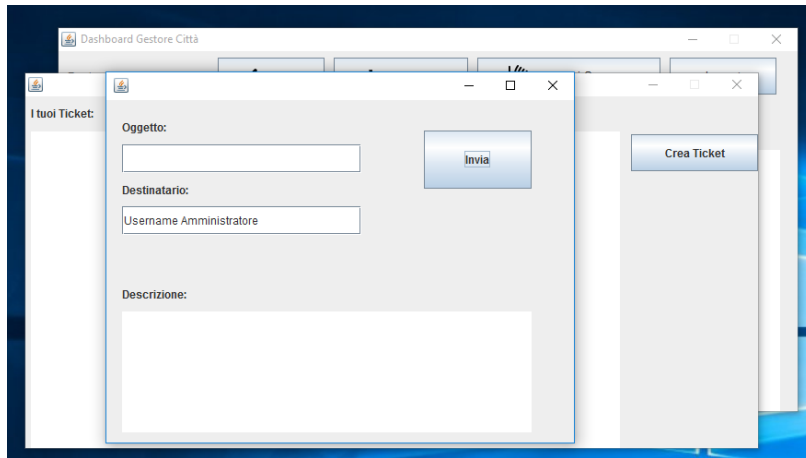 Dashboard Gestore Città
I tuoi Ticket:
Oggetto:
Invia
Crea Ticket
Destinatario:
Username Amministratore
Descrizione: